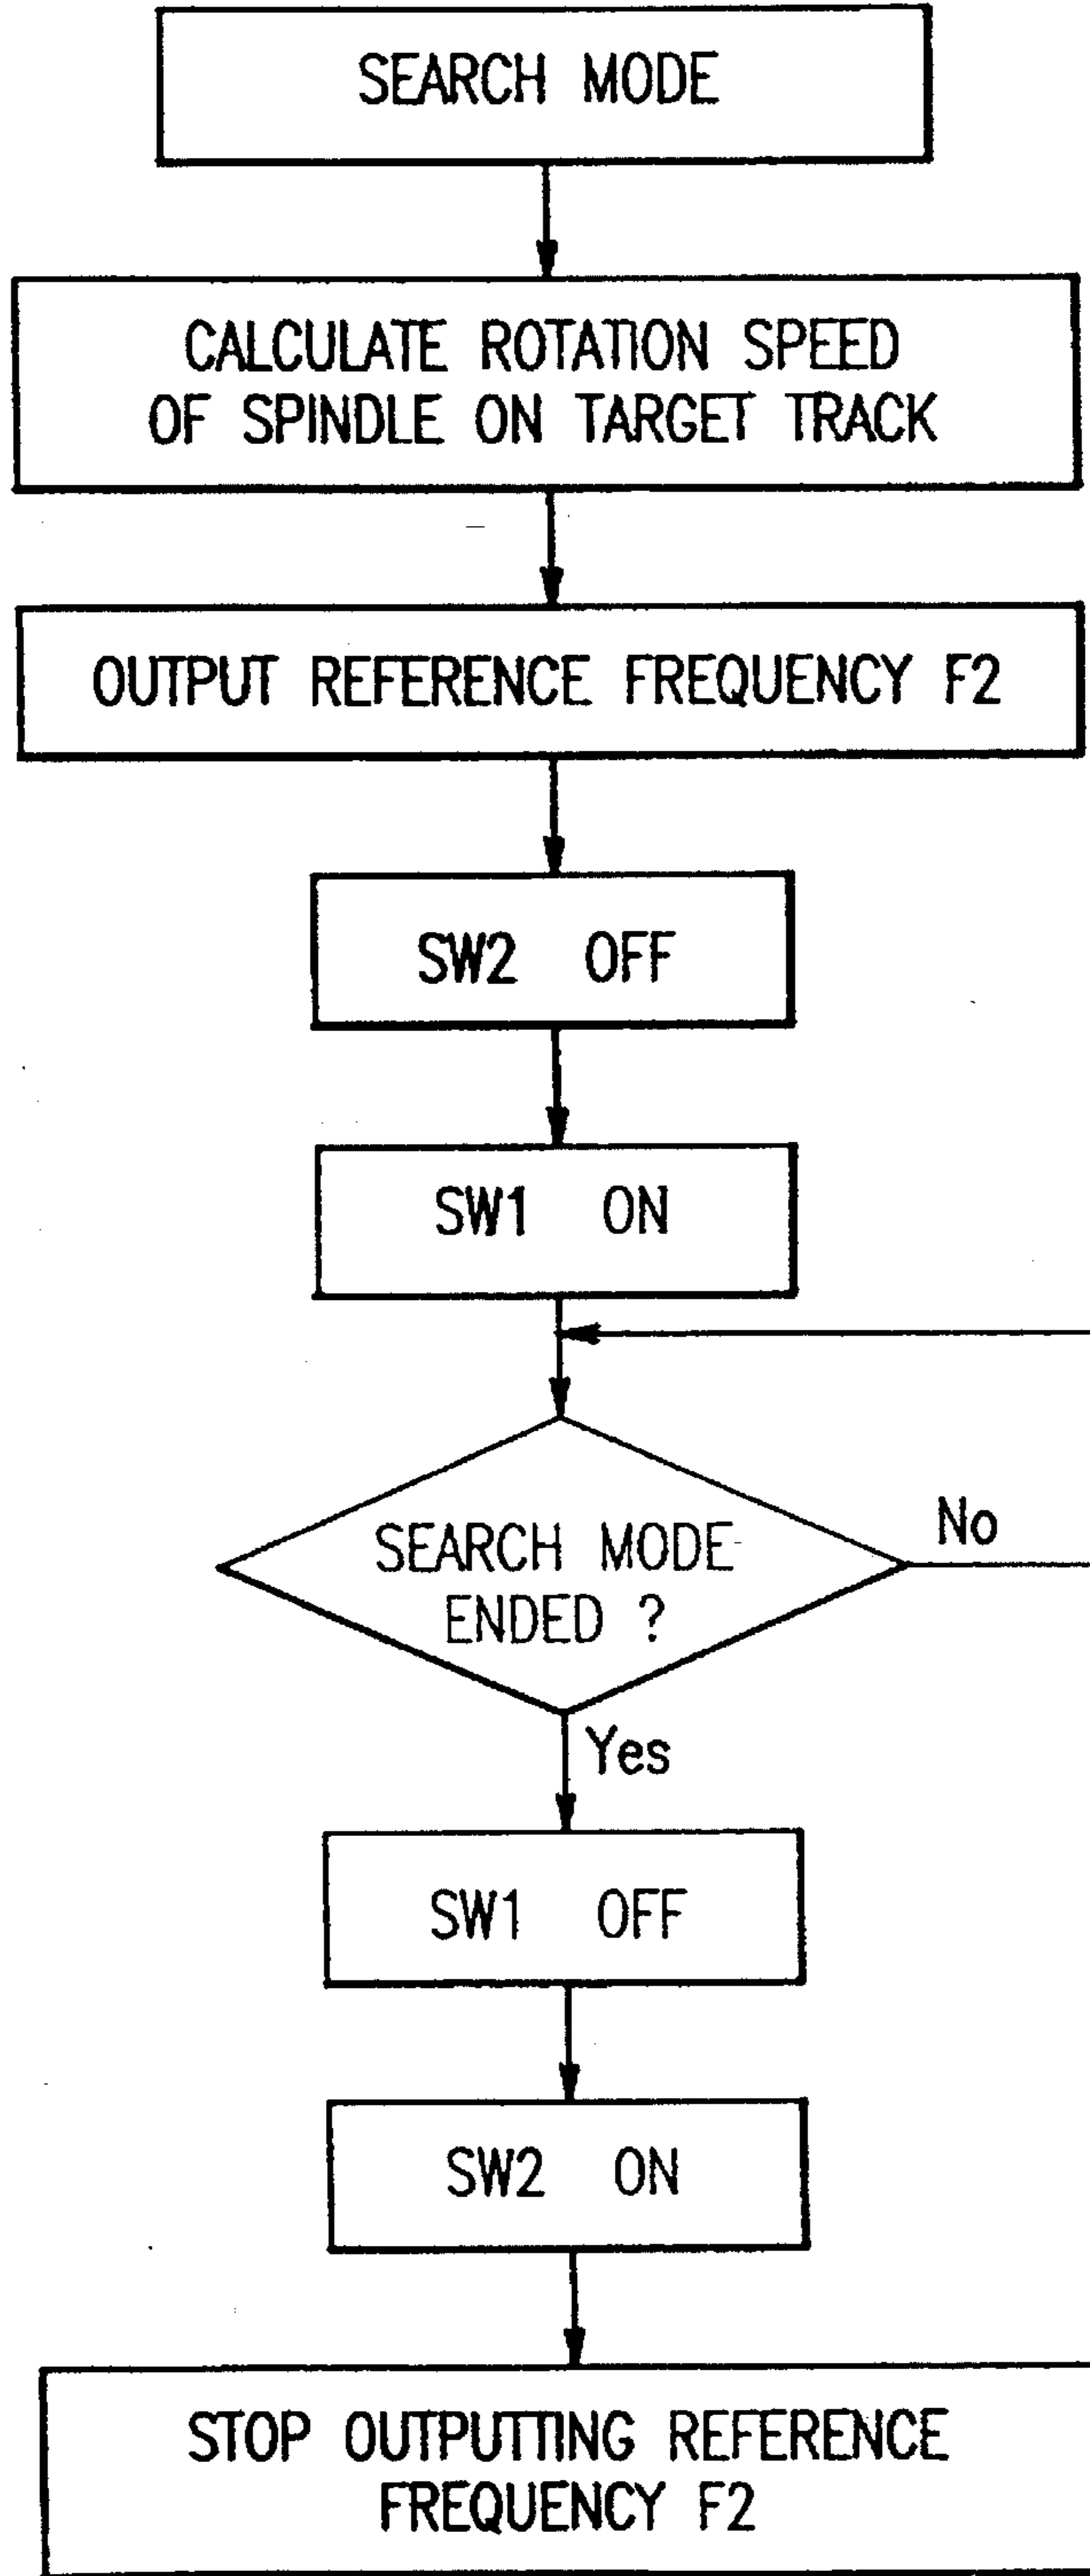 SEARCH MODE
CALCULATE ROTATION SPEED
OF SPINDLE ON TARGET TRACK
OUTPUT REFERENCE FREQUENCY F2
SW2 OFF
SW1 ON
SEARCH MODE
ENDED ?
No
Yes
SW1 OFF
SW2 ON
STOP OUTPUTTING REFERENCE
FREQUENCY F2